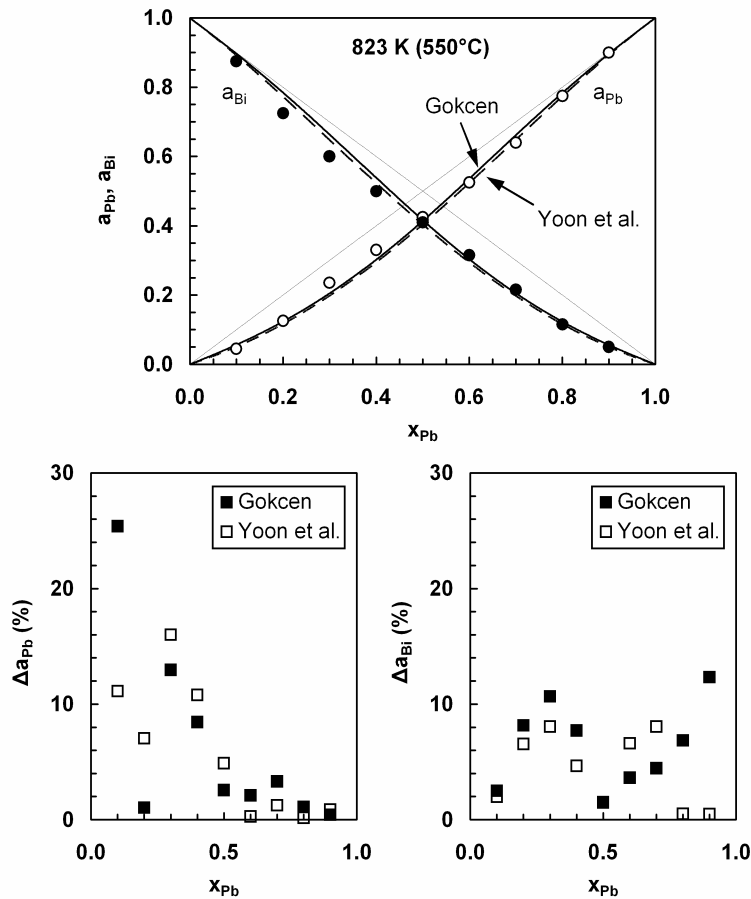 823 K (550°C)
a_Bi
a_Pb
Gokcen
Yoon et al.
a_Pb, a_Bi
1.0
0.8
0.6
0.4
0.2
0.0
0.0 0.2 0.4 0.6 0.8 1.0
x_Pb
Gokcen
Yoon et al.
Δa_Pb (%)
30
20
10
0
0.0 0.5 1.0
x_Pb
Gokcen
Yoon et al.
Δa_Bi (%)
30
20
10
0
0.0 0.5 1.0
x_Pb